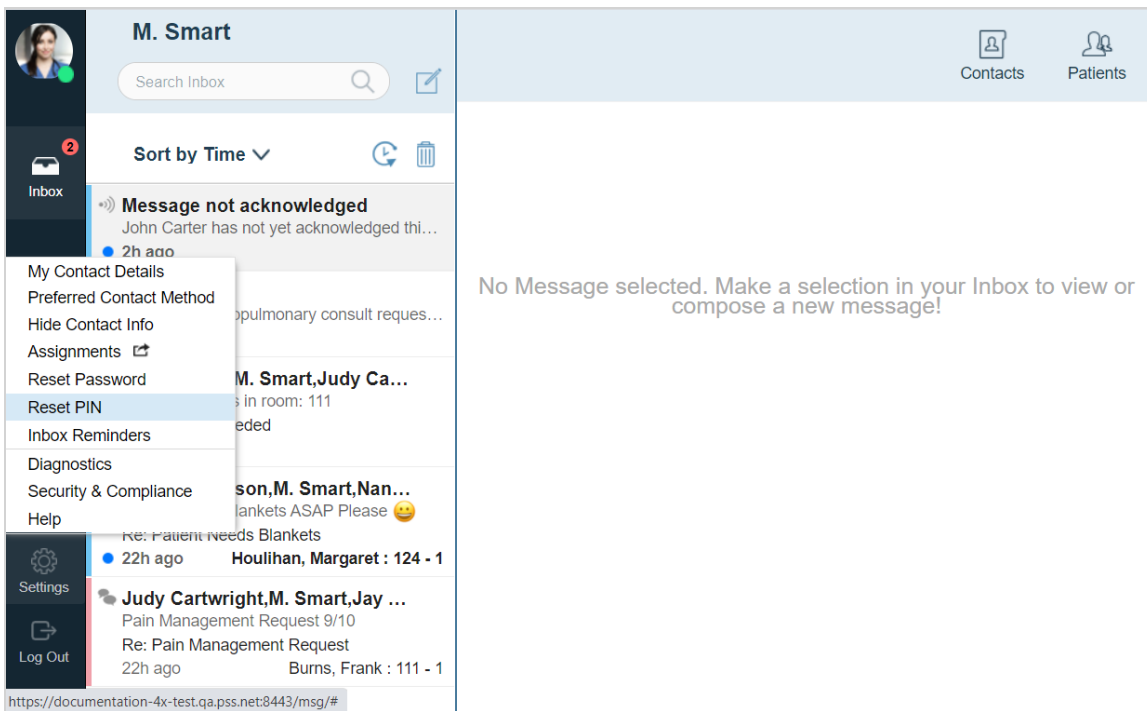 M. Smart
Search Inbox
Contacts
Patients
Sort by Time
2
Inbox
Message not acknowledged
John Carter has not yet acknowledged thi...
2h ago
My Contact Details
Preferred Contact Method
Hide Contact Info
Assignments
Reset Password
Reset PIN
Inbox Reminders
Diagnostics
Security & Compliance
Help
consult reques...
M. Smart,Judy Ca...
in room: 111
M. Smart,Nan...
ASAP Please 😀
Re: Patient Needs Blankets
22h ago Houlihan, Margaret : 124 - 1
Judy Cartwright,M. Smart,Jay ...
Pain Management Request 9/10
Re: Pain Management Request
22h ago Burns, Frank : 111 - 1
No Message selected. Make a selection in your Inbox to view or
compose a new message!
Settings
Log Out
https://documentation-4x-test.qa.pss.net:8443/msg/#